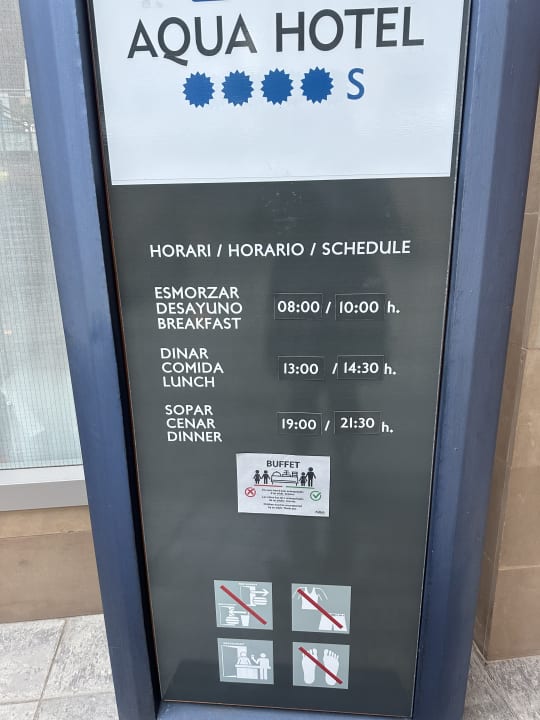 AQUA HOTEL
S
HORARI / HORARIO / SCHEDULE
ESMORZAR
DESAYUNO
BREAKFAST
08:00 / 10:00 h.
DINAR
COMIDA
LUNCH
13:00 / 14:30 h.
SOPAR
CENAR
DINNER
19:00 / 21:30 h.
BUFFET